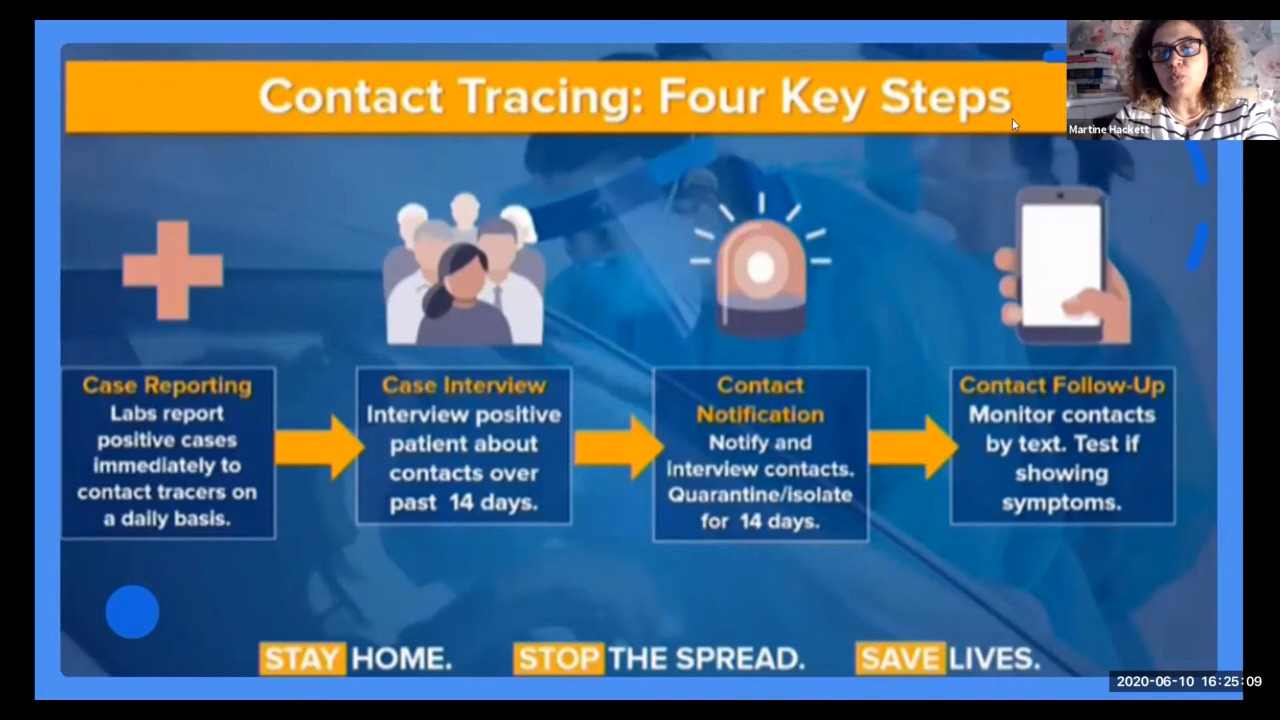 Contact Tracing: Four Key Steps
Martine Hackett
Case Reporting
Labs report
positive cases
immediately to
contact tracers on
a daily basis.
Case Interview
Interview positive
patient about
contacts over
past 14 days.
Contact
Notification
Notify and
interview contacts.
Quarantine/isolate
for 14 days.
Contact Follow-Up
Monitor contacts
by text. Test if
showing
symptoms.
STAY HOME. STOP THE SPREAD. SAVE LIVES.
2020-06-10 16:25:09